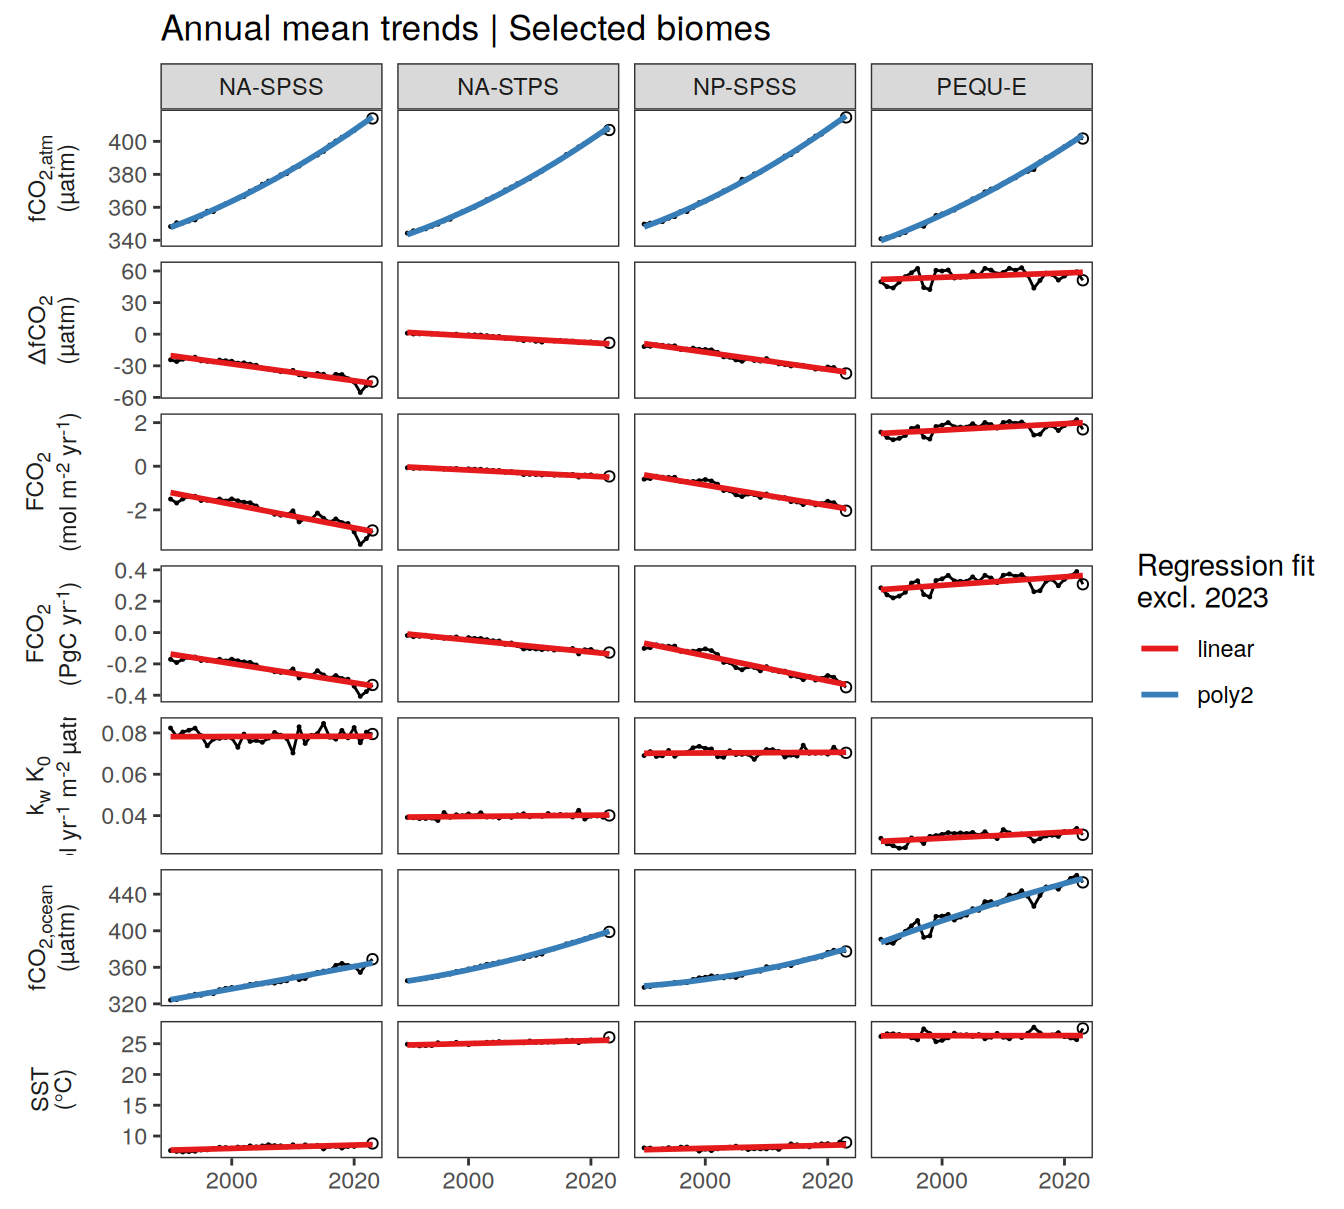 Annual mean trends | Selected biomes
NA-SPSS NA-STPS NP-SPSS PEQU-E
fCO2,atm
(µatm)
400
380
360
340
ΔfCO2
(µatm)
60
30
0
-30
-60
FCO2
(mol m-2 yr-1)
2
0
-2
FCO2
(PgC yr-1)
0.4
0.2
0.0
-0.2
-0.4
kw K0
l yr-1 m-2 µatm
0.08
0.06
0.04
fCO2,ocean
(µatm)
440
400
360
320
SST
(°C)
25
20
15
10
2000 2020 2000 2020 2000 2020 2000 2020
Regression fit
excl. 2023
linear
poly2